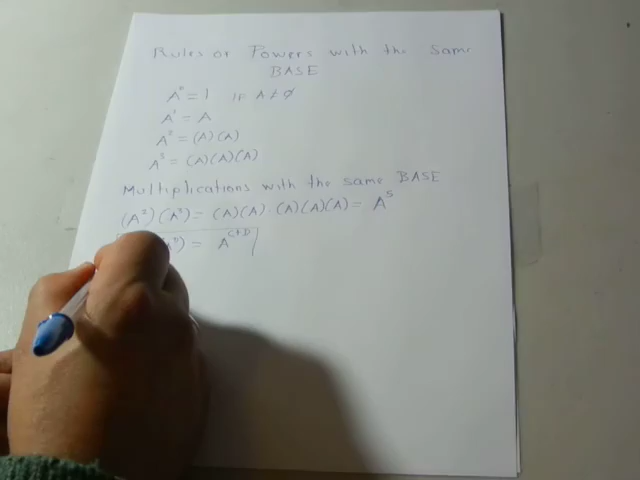 Rules of Powers with the same
BASE
A⁰ = 1 IF A ≠ 0
A¹ = A
A² = (A)(A)
A³ = (A)(A)(A)
Multiplications with the same BASE
(A²)(A³) = (A)(A).(A)(A)(A) = A⁵
= A^(C+D)